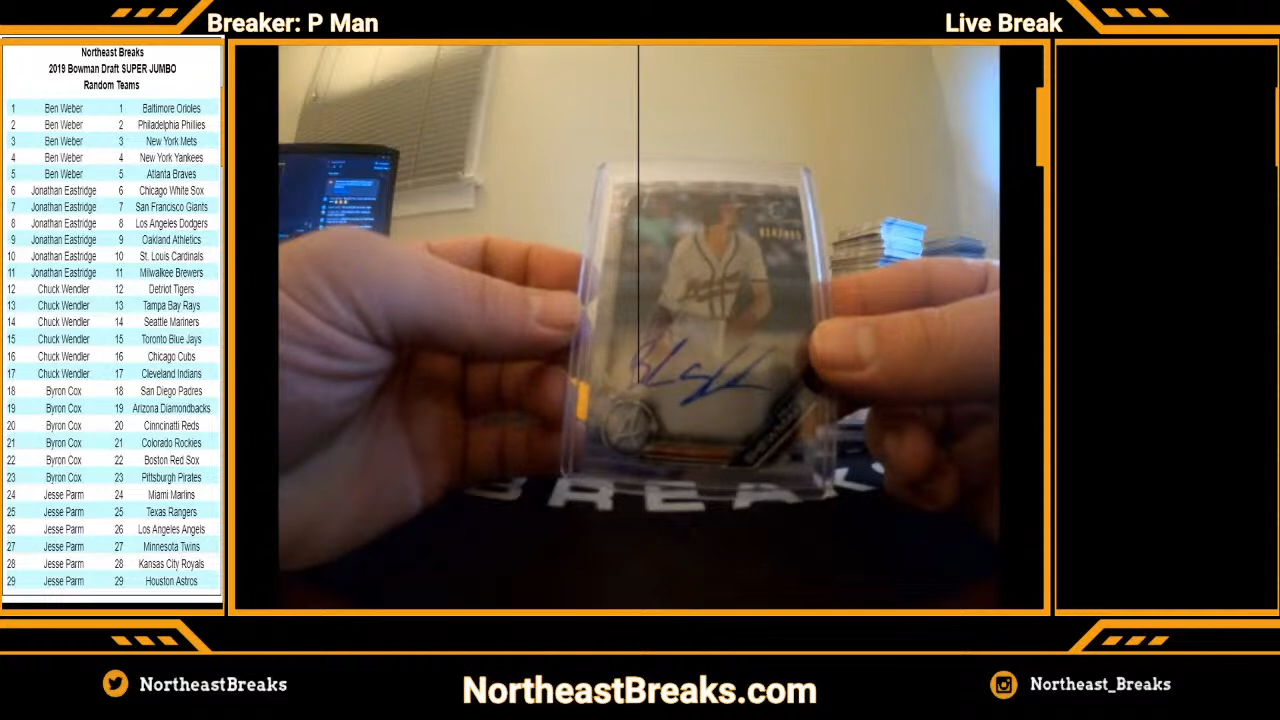 Breaker: P Man
Live Break
Northeast Breaks
2019 Bowman Draft SUPER JUMBO
Random Teams
1 Ben Weber 1 Baltimore Orioles
2 Ben Weber 2 Philadelphia Phillies
3 Ben Weber 3 New York Mets
4 Ben Weber 4 New York Yankees
5 Ben Weber 5 Atlanta Braves
6 Jonathan Eastridge 6 Chicago White Sox
7 Jonathan Eastridge 7 San Francisco Giants
8 Jonathan Eastridge 8 Los Angeles Dodgers
9 Jonathan Eastridge 9 Oakland Athletics
10 Jonathan Eastridge 10 St. Louis Cardinals
11 Jonathan Eastridge 11 Milwalkee Brewers
12 Chuck Wendler 12 Detriot Tigers
13 Chuck Wendler 13 Tampa Bay Rays
14 Chuck Wendler 14 Seattle Mariners
15 Chuck Wendler 15 Toronto Blue Jays
16 Chuck Wendler 16 Chicago Cubs
17 Chuck Wendler 17 Cleveland Indians
18 Byron Cox 18 San Diego Padres
19 Byron Cox 19 Arizona Diamondbacks
20 Byron Cox 20 Cinncinatti Reds
21 Byron Cox 21 Colorado Rockies
22 Byron Cox 22 Boston Red Sox
23 Byron Cox 23 Pittsburgh Pirates
24 Jesse Parm 24 Miami Marlins
25 Jesse Parm 25 Texas Rangers
26 Jesse Parm 26 Los Angeles Angels
27 Jesse Parm 27 Minnesota Twins
28 Jesse Parm 28 Kansas City Royals
29 Jesse Parm 29 Houston Astros
BREAK
NortheastBreaks
NortheastBreaks.com
Northeast_Breaks